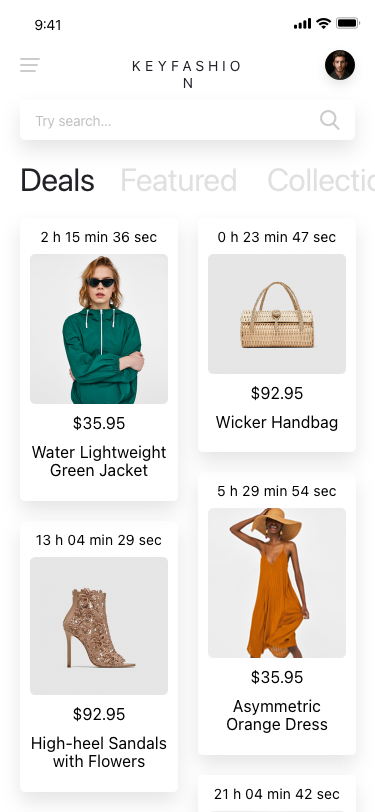 9:41
KEYFASHIO
N
Try search...
Deals Featured Collectio
2 h 15 min 36 sec
$35.95
Water Lightweight
Green Jacket
0 h 23 min 47 sec
$92.95
Wicker Handbag
13 h 04 min 29 sec
$92.95
High-heel Sandals
with Flowers
5 h 29 min 54 sec
$35.95
Asymmetric
Orange Dress
21 h 04 min 42 sec